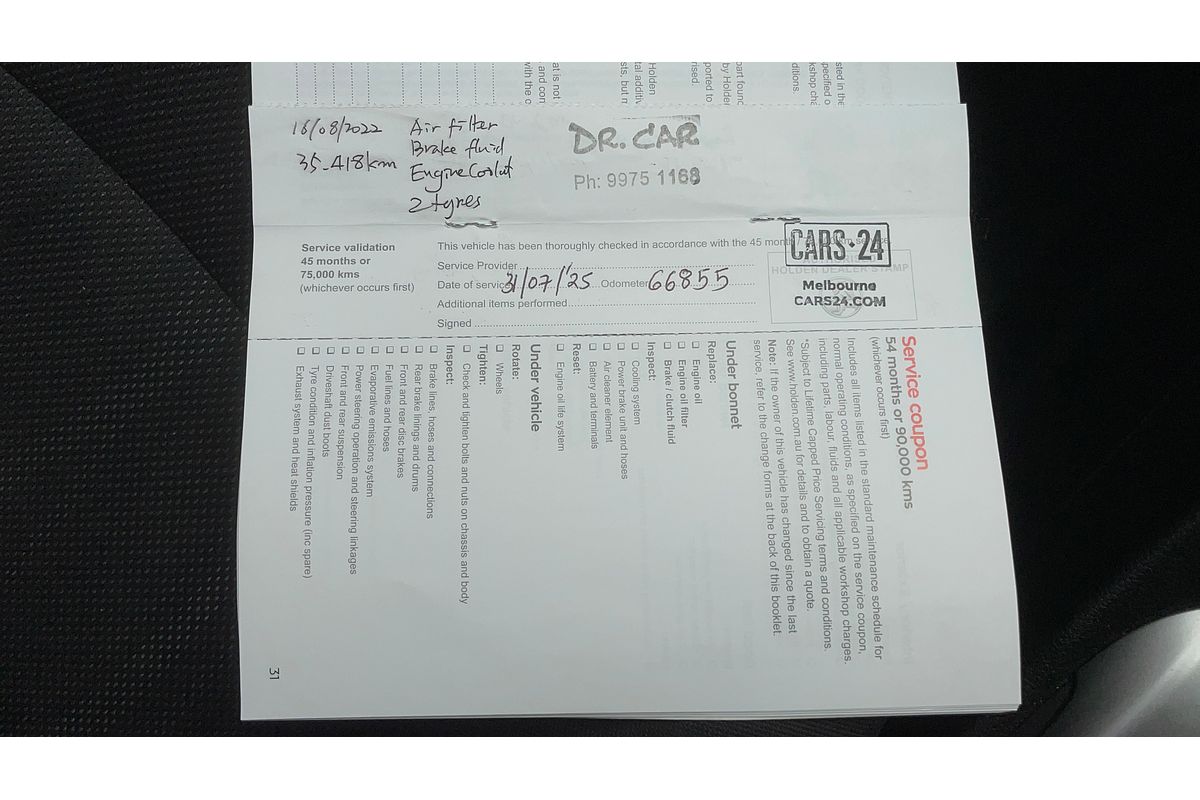 16/08/2022 Air filter
35-418km Brake fluid
Engine Coolat
2 tyres
DR. CAR
Ph: 9975 1168
Service validation
45 months or
75,000 kms
(whichever occurs first)
This vehicle has been thoroughly checked in accordance with the 45 month /
Service Provider
Date of service 31/07/'25 Odometer 66855
Additional items performed
Signed
CARS·24
HOLDEN DEALER STAMP
Melbourne
CARS24.COM
Service coupon
54 months or 90,000 kms
(whichever occurs first)
Includes all items listed in the standard maintenance schedule for
normal operating conditions, as specified on the service coupon,
including parts, labour, fluids and all applicable workshop charges.
*Subject to Lifetime Capped Price Servicing terms and conditions.
See www.holden.com.au for details and to obtain a quote.
Note: If the owner of this vehicle has changed since the last
service, refer to the change forms at the back of this booklet.
Under bonnet
Replace:
Engine oil
Engine oil filter
Brake / clutch fluid
Inspect:
Cooling system
Power brake unit and hoses
Air cleaner element
Battery and terminals
Reset:
Engine oil life system
Under vehicle
Rotate:
Wheels
Tighten:
Check and tighten bolts and nuts on chassis and body
Inspect:
Brake lines, hoses and connections
Rear brake linings and drums
Front and rear disc brakes
Fuel lines and hoses
Evaporative emissions system
Power steering operation and steering linkages
Front and rear suspension
Driveshaft dust boots
Tyre condition and inflation pressure (inc spare)
Exhaust system and heat shields
31